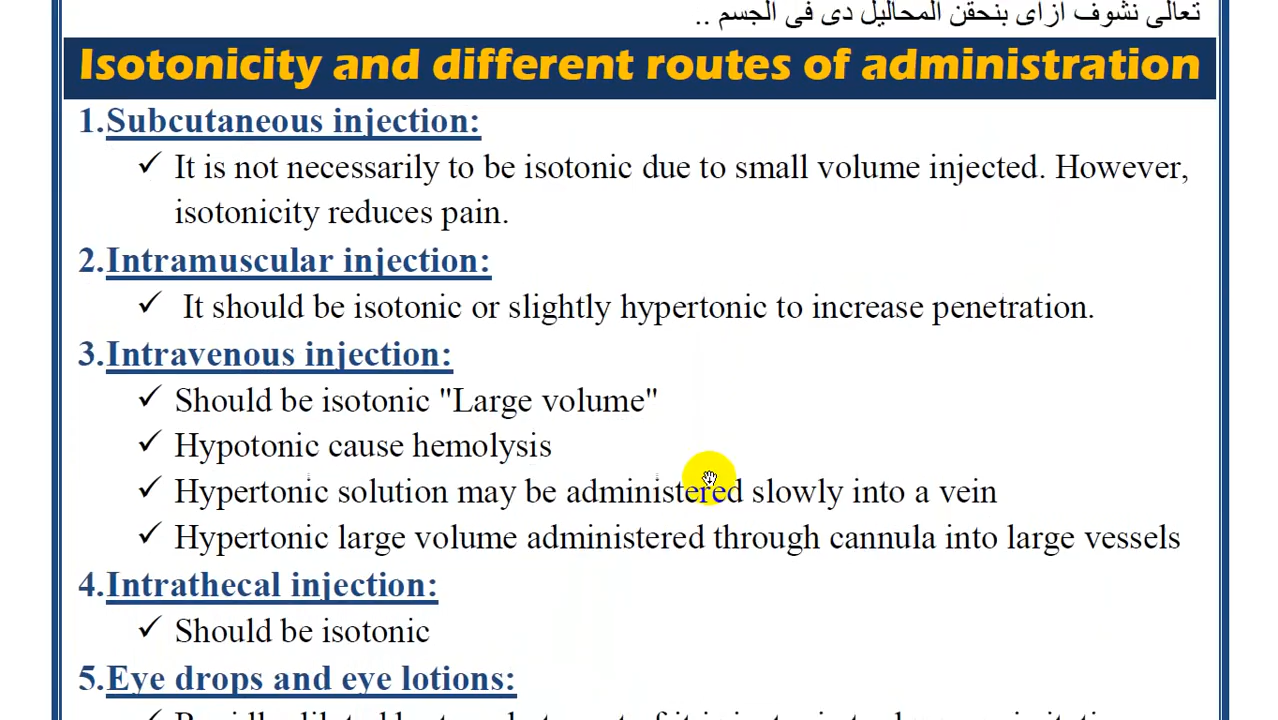 تعالى نشوف ازاى بنحقن المحاليل دى فى الجسم ..
Isotonicity and different routes of administration
1.Subcutaneous injection:
✓ It is not necessarily to be isotonic due to small volume injected. However,
isotonicity reduces pain.
2.Intramuscular injection:
✓ It should be isotonic or slightly hypertonic to increase penetration.
3.Intravenous injection:
✓ Should be isotonic "Large volume"
✓ Hypotonic cause hemolysis
✓ Hypertonic solution may be administered slowly into a vein
✓ Hypertonic large volume administered through cannula into large vessels
4.Intrathecal injection:
✓ Should be isotonic
5.Eye drops and eye lotions: